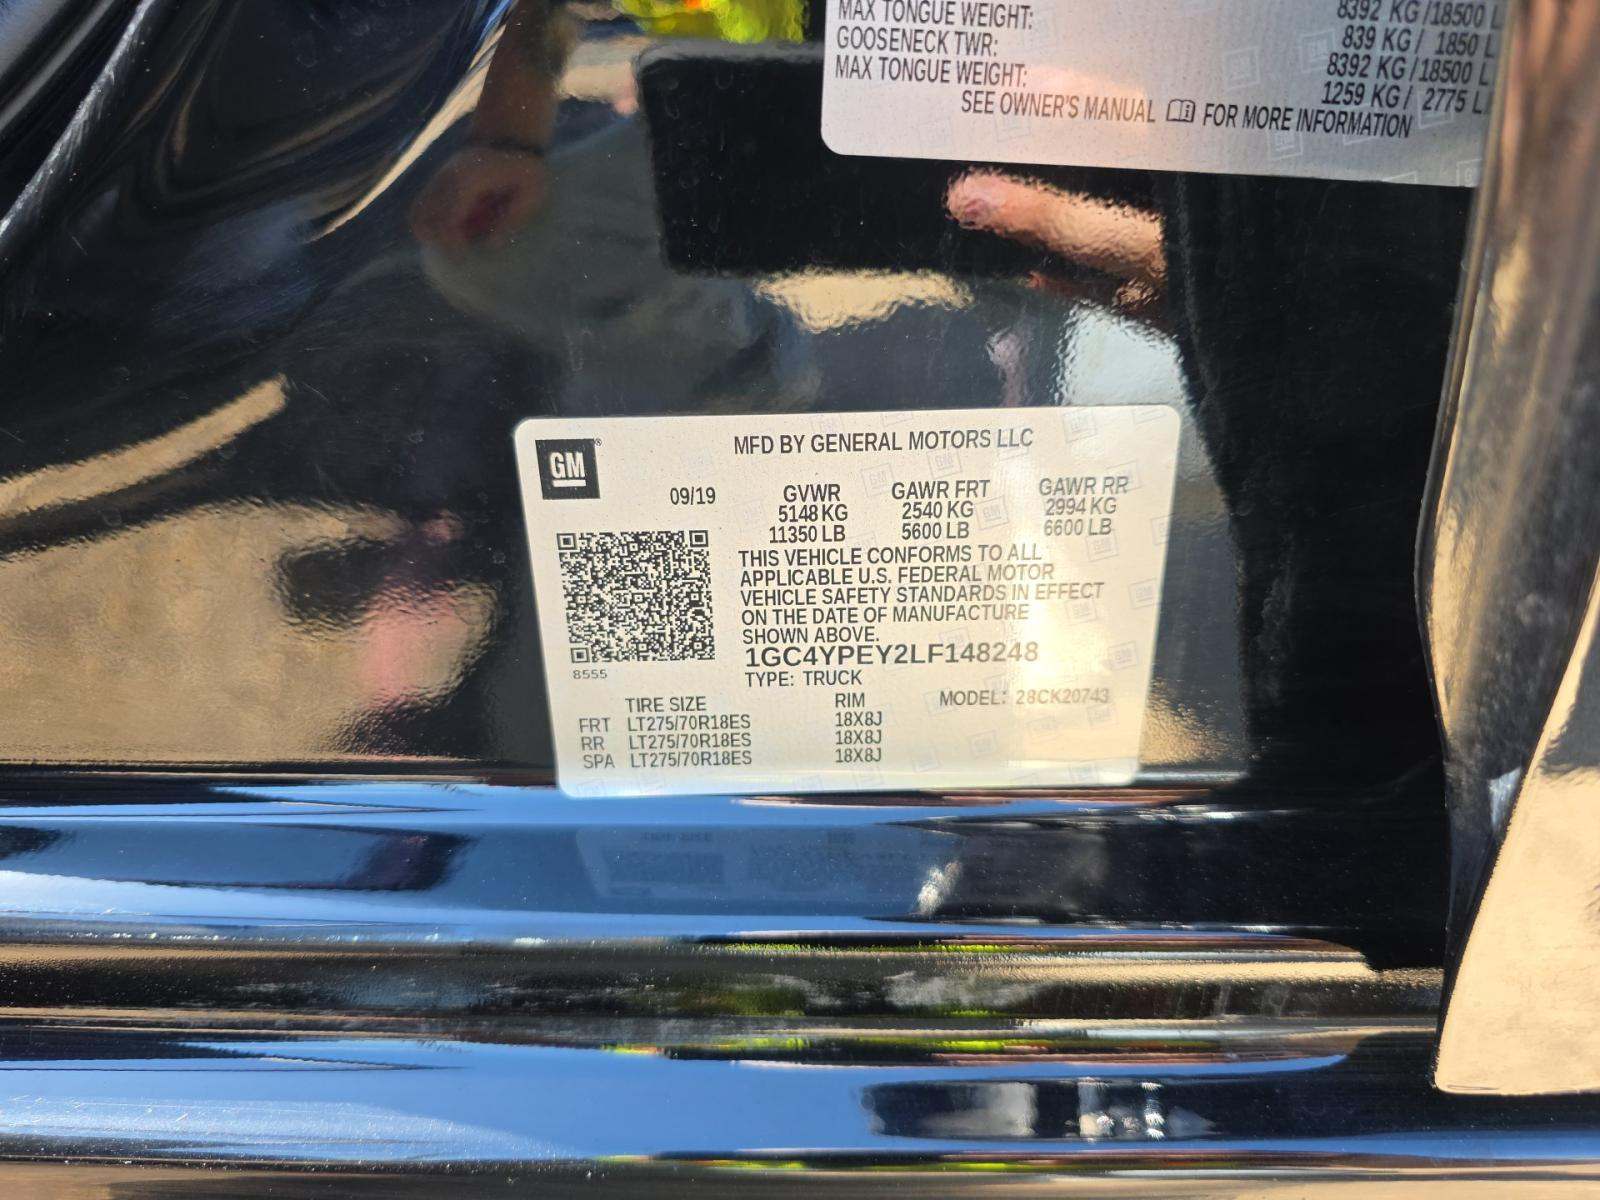 MAX TONGUE WEIGHT: 8392 KG/18500 L
GOOSENECK TWR: 839 KG/ 1850 L
MAX TONGUE WEIGHT: 8392 KG/18500 L
1259 KG/ 2775 L
SEE OWNER'S MANUAL FOR MORE INFORMATION
GM®
MFD BY GENERAL MOTORS LLC
09/19 GVWR GAWR FRT GAWR RR
5148 KG 2540 KG 2994 KG
11350 LB 5600 LB 6600 LB
THIS VEHICLE CONFORMS TO ALL
APPLICABLE U.S. FEDERAL MOTOR
VEHICLE SAFETY STANDARDS IN EFFECT
ON THE DATE OF MANUFACTURE
SHOWN ABOVE.
1GC4YPEY2LF148248
8555
TYPE: TRUCK
TIRE SIZE RIM MODEL: 28CK20743
FRT LT275/70R18ES 18X8J
RR LT275/70R18ES 18X8J
SPA LT275/70R18ES 18X8J